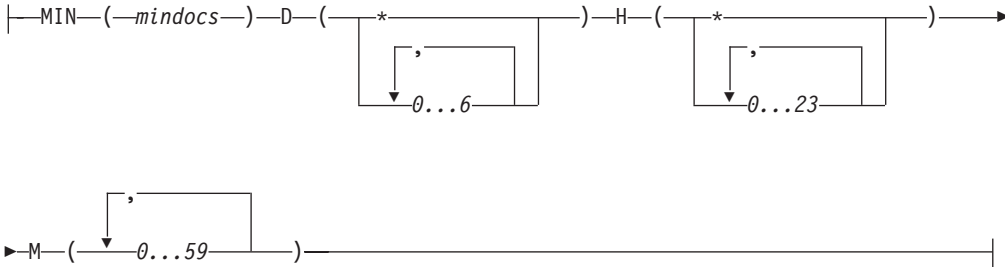 MIN ( mindocs ) D ( * ) H ( * )
, ,
0...6 0...23
,
M ( 0...59 )